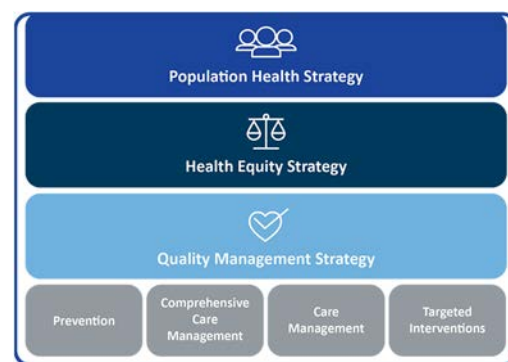 Population Health Strategy
Health Equity Strategy
Quality Management Strategy
Prevention
Comprehensive
Care
Management
Care
Management
Targeted
Interventions